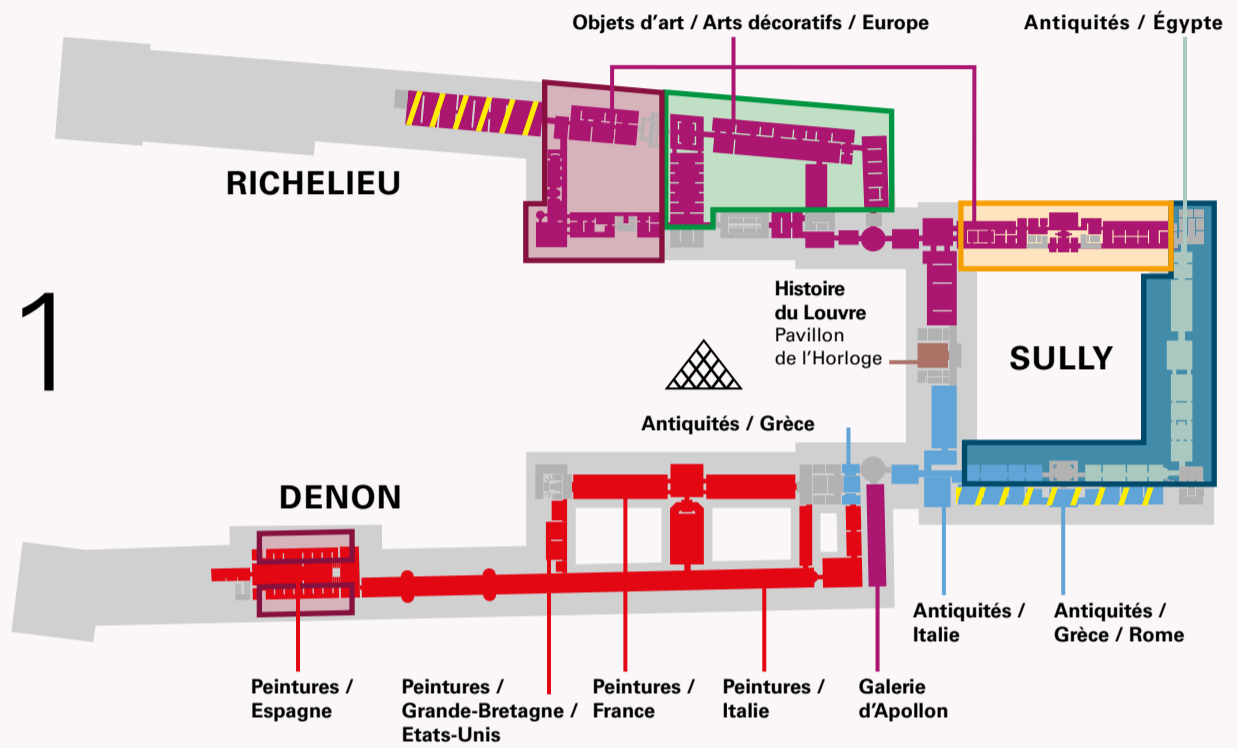 Objets d'art / Arts décoratifs / Europe
Antiquités / Égypte
RICHELIEU
1
Histoire
du Louvre
Pavillon
de l'Horloge
SULLY
Antiquités / Grèce
DENON
Antiquités /
Italie
Antiquités /
Grèce / Rome
Peintures /
Espagne
Peintures /
Grande-Bretagne /
Etats-Unis
Peintures /
France
Peintures /
Italie
Galerie
d'Apollon